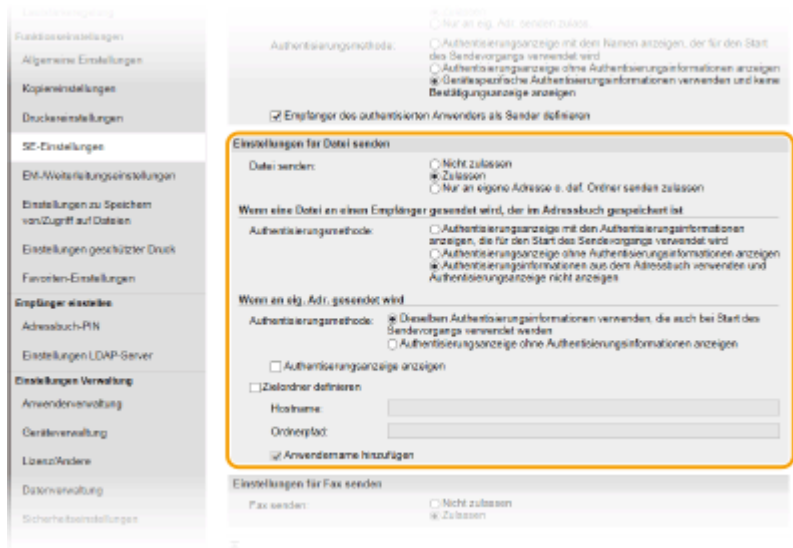 Funktionseinstellungen
Allgemeine Einstellungen
Kopiereinstellungen
Druckereinstellungen
SE-Einstellungen
EM-Weiterleitungseinstellungen
Einstellungen zu Speichern
von/Zugriff auf Dateien
Einstellungen geschützter Druck
Favoriten-Einstellungen
Empfänger einstellen
Adressbuch-PIN
Einstellungen LDAP-Server
Einstellungen Verwaltung
Anwenderverwaltung
Geräteverwaltung
Lizenz/Andere
Datenverwaltung
Sicherheitseinstellungen
Nur an eig. Adr. senden zulass.
Authentisierungsmethode:
Authentisierungsanzeige mit dem Namen anzeigen, der für den Start
des Sendevorgangs verwendet wird
Authentisierungsanzeige ohne Authentisierungsinformationen anzeigen
Gerätespezifische Authentisierungsinformationen verwenden und keine
Bestätigungsanzeige anzeigen
Empfänger des authentisierten Anwenders als Sender definieren
Einstellungen für Datei senden
Datei senden:
Nicht zulassen
Zulassen
Nur an eigene Adresse o. def. Ordner senden zulassen
Wenn eine Datei an einen Empfänger gesendet wird, der im Adressbuch gespeichert ist
Authentisierungsmethode:
Authentisierungsanzeige mit den Authentisierungsinformationen
anzeigen, die für den Start des Sendevorgangs verwendet wird
Authentisierungsanzeige ohne Authentisierungsinformationen anzeigen
Authentisierungsinformationen aus dem Adressbuch verwenden und
Authentisierungsanzeige nicht anzeigen
Wenn an eig. Adr. gesendet wird
Authentisierungsmethode:
Dieselben Authentisierungsinformationen verwenden, die auch bei Start des
Sendevorgangs verwendet werden
Authentisierungsanzeige ohne Authentisierungsinformationen anzeigen
Authentisierungsanzeige anzeigen
Zielordner definieren
Hostname:
Ordnerpfad:
Anwendername hinzufügen
Einstellungen für Fax senden
Fax senden:
Nicht zulassen
Zulassen